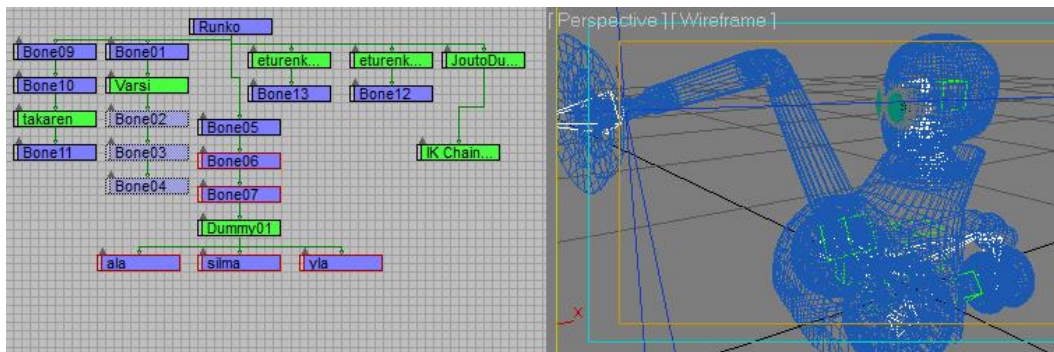 Runko
Bone09 Bone01
eturenk... eturenk... JoutoDu...
Bone10 Varsi
Bone13 Bone12
takaren Bone02
Bone05
Bone11 Bone03 Bone06 IK Chain...
Bone04 Bone07
Dummy01
ala silma yla
[ Perspective ] [ Wireframe ]
x